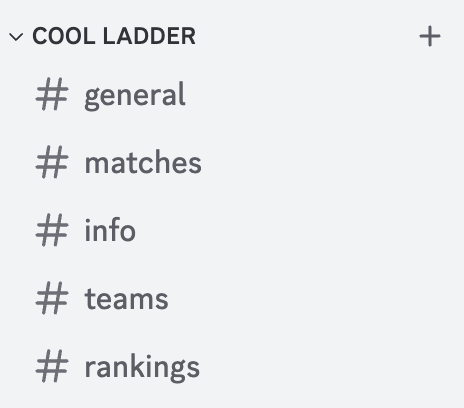 COOL LADDER
# general
# matches
# info
# teams
# rankings